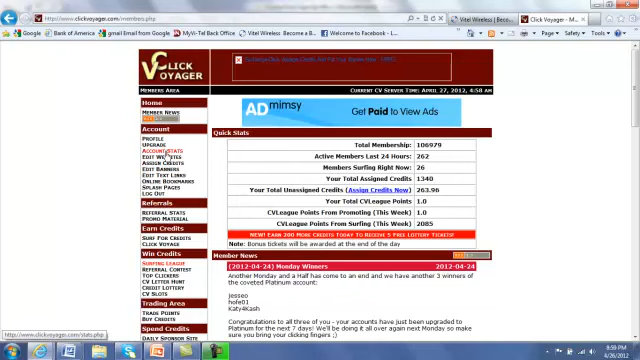 http://www.clickvoyager.com/members.php
Vitel Wireless | Beco...
Click Voyager - M...
Google
Bank of America
gmail Email from Google
MyVi-Tel Back Office
Vitel Wireless Become a B...
Welcome to Facebook
CLICK VOYAGER
MEMBERS AREA
CURRENT CV SERVER TIME: APRIL 27, 2012, 4:58 AM
HOME
MEMBER NEWS
ACCOUNT
PROFILE
UPGRADE
ACCOUNT STATS
EDIT WEBSITES
ASSIGN CREDITS
EDIT BANNERS
EDIT TEXT LINKS
ONLINE BOOKMARKS
SPLASH PAGES
LOG OUT
REFERRALS
REFERRAL STATS
PROMO MATERIAL
EARN CREDITS
SURF FOR CREDITS
CLICK VOYAGE
WIN CREDITS
SURFING LEAGUE
REFERRAL CONTEST
TOP CLICKERS
CV LEAGUE
CREDIT LOTTERY
CV SLOTS
TRADING AREA
TRADE POINTS
BUY CREDITS
SPEND CREDITS
DAILY SPONSOR SITE
ADmimsy
Get Paid to View Ads
Quick Stats
Total Membership: 106979
Active Members Last 24 Hours: 262
Members Surfing Right Now: 26
Your Total Assigned Credits: 1340
Your Total Unassigned Credits (Assign Credits Now): 263.96
Your Total CVLeague Points: 1.0
CVLeague Points From Promoting (This Week): 1.0
CVLeague Points From Surfing (This Week): 2085
NEW! EARN 200 MORE CREDITS TODAY TO RECEIVE 5 FREE LOTTERY TICKETS!
Note: Bonus tickets will be awarded at the end of the day
Member News
(2012-04-24) Monday Winners
2012-04-24
Another Monday and a Half has come to an end and we have another 3 winners of
the coveted Platinum account:
jesseo
hofe01
Katy4Kash
Congratulations to all three of you - your accounts have just been upgraded to
Platinum for the next 7 days! We'll be doing it all over again next Monday so make
sure you bring your clicking fingers ;)
http://www.clickvoyager.com/stats.php
8:59 PM
4/26/2012